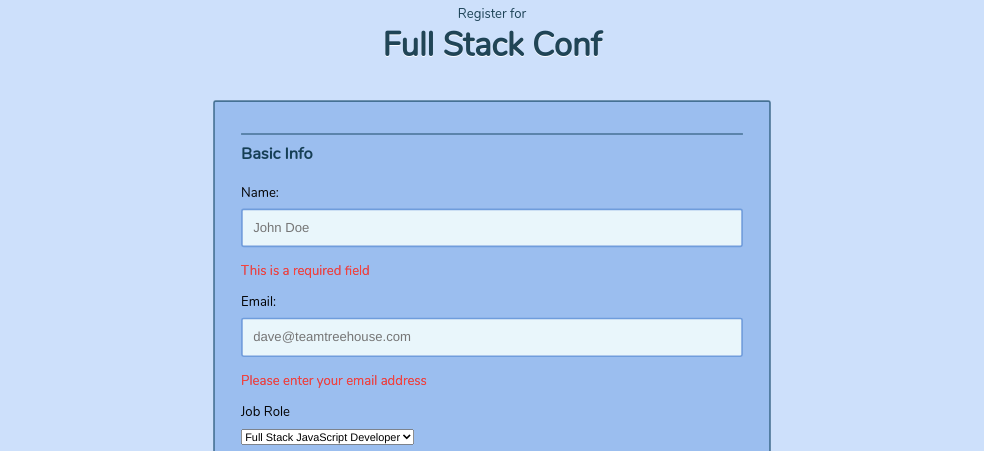 Register for
Full Stack Conf
Basic Info
Name:
John Doe
This is a required field
Email:
dave@teamtreehouse.com
Please enter your email address
Job Role
Full Stack JavaScript Developer